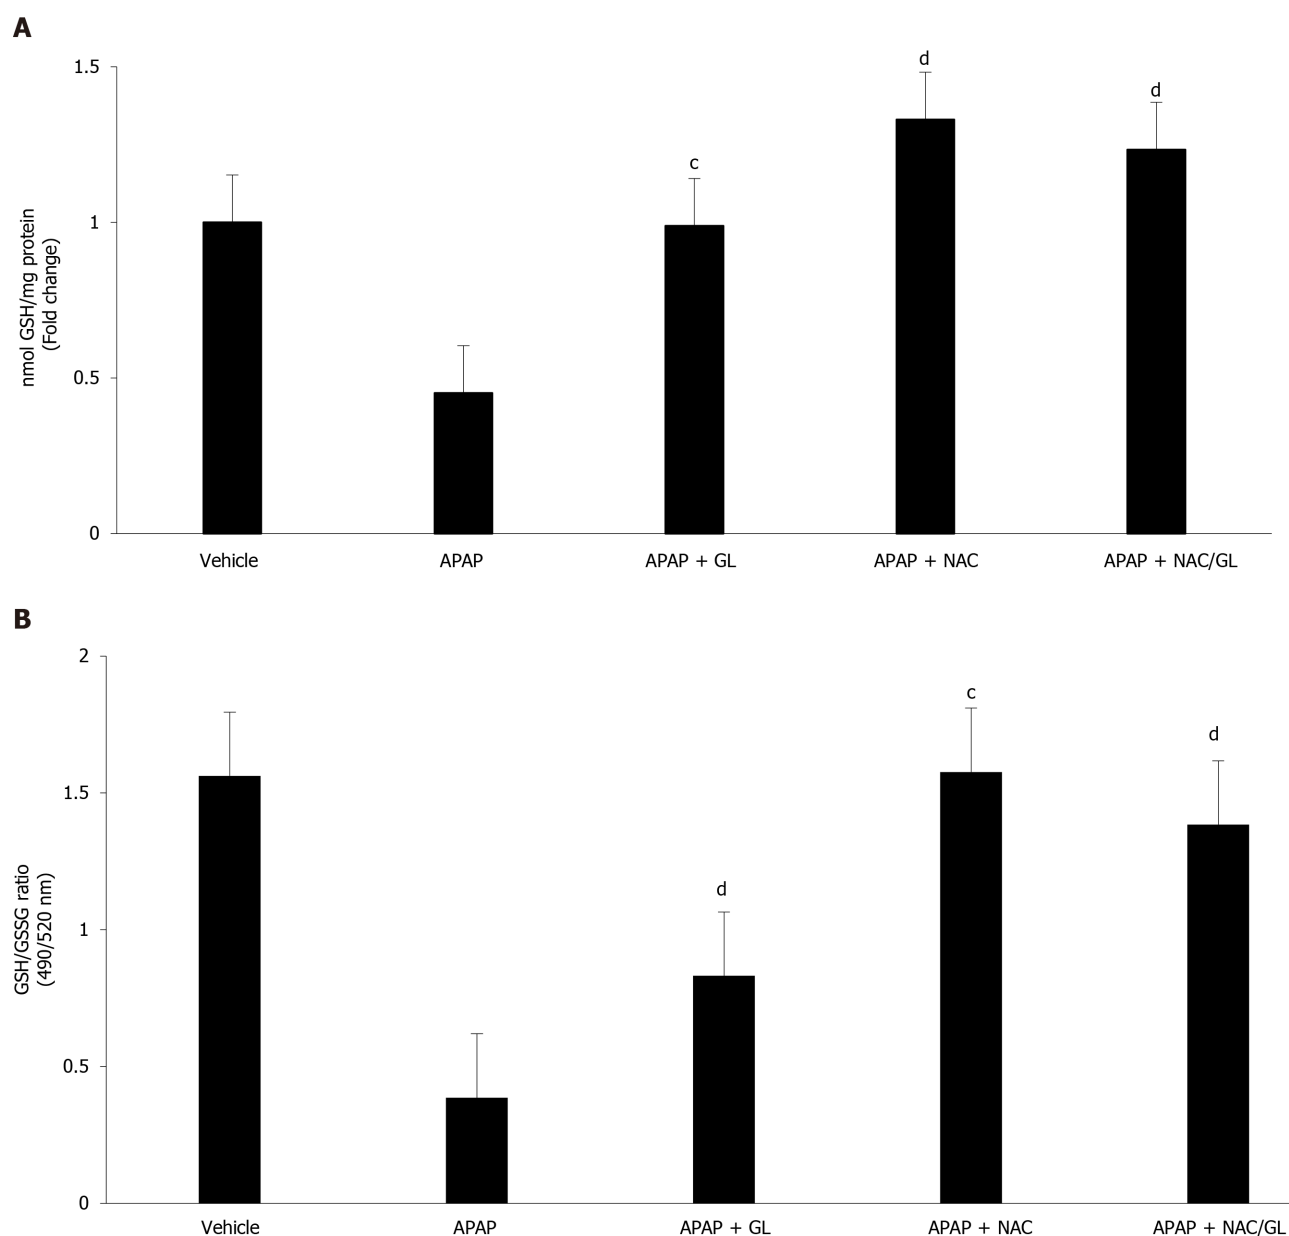 A
1.5
1
0.5
0
nmol GSH/mg protein
(Fold change)
c
d
d
Vehicle
APAP
APAP + GL
APAP + NAC
APAP + NAC/GL
B
2
1.5
1
0.5
0
GSH/GSSG ratio
(490/520 nm)
d
c
d
Vehicle
APAP
APAP + GL
APAP + NAC
APAP + NAC/GL